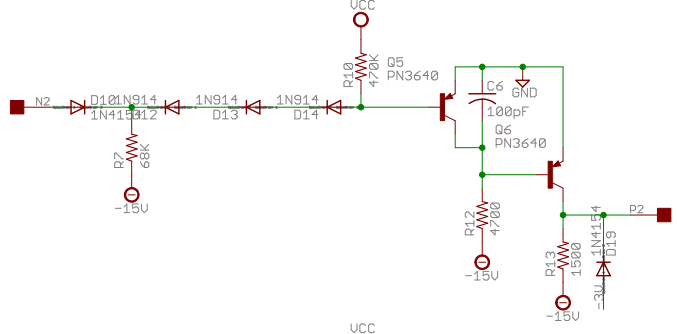 VCC
R10
470K
Q5
PN3640
N2
D10
1N914
1N914
1N914
1N4154
D12
D13
D14
C6
GND
100pF
Q6
PN3640
R7
68K
-15V
R12
4700
-15V
P2
1N4154
D19
R13
1500
-3V
-15V
VCC